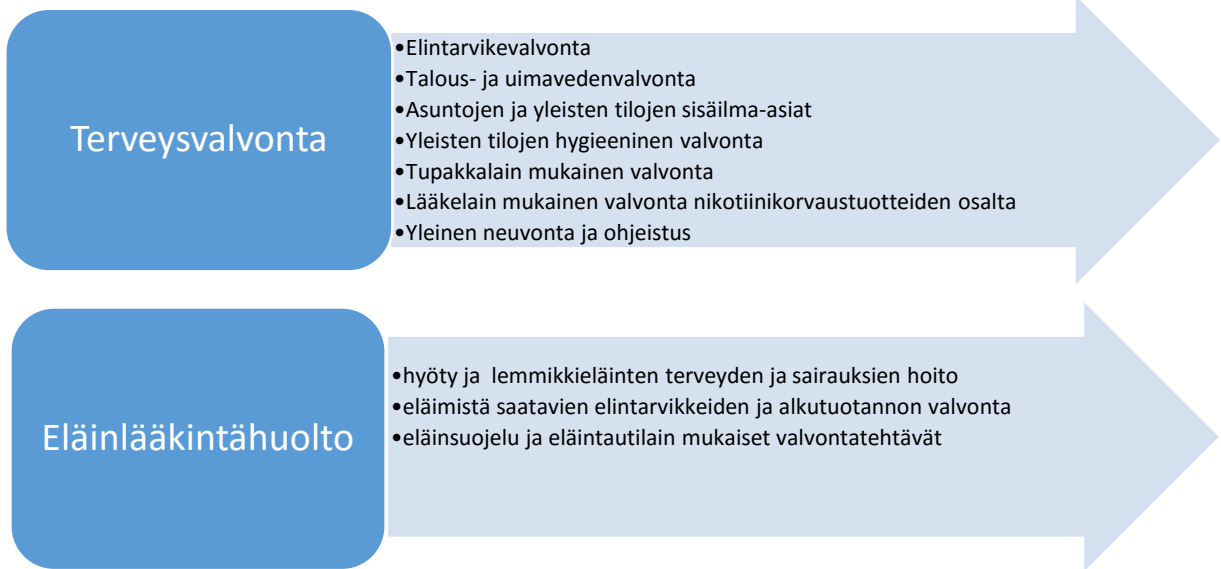 Terveysvalvonta
•Elintarvikevalvonta
•Talous- ja uimavedenvalvonta
•Asuntojen ja yleisten tilojen sisäilma-asiat
•Yleisten tilojen hygieeninen valvonta
•Tupakkalain mukainen valvonta
•Lääkelain mukainen valvonta nikotiinikorvaustuotteiden osalta
•Yleinen neuvonta ja ohjeistus
Eläinlääkintähuolto
•hyöty ja  lemmikkieläinten terveyden ja sairauksien hoito
•eläimistä saatavien elintarvikkeiden ja alkutuotannon valvonta
•eläinsuojelu ja eläintautilain mukaiset valvontatehtävät